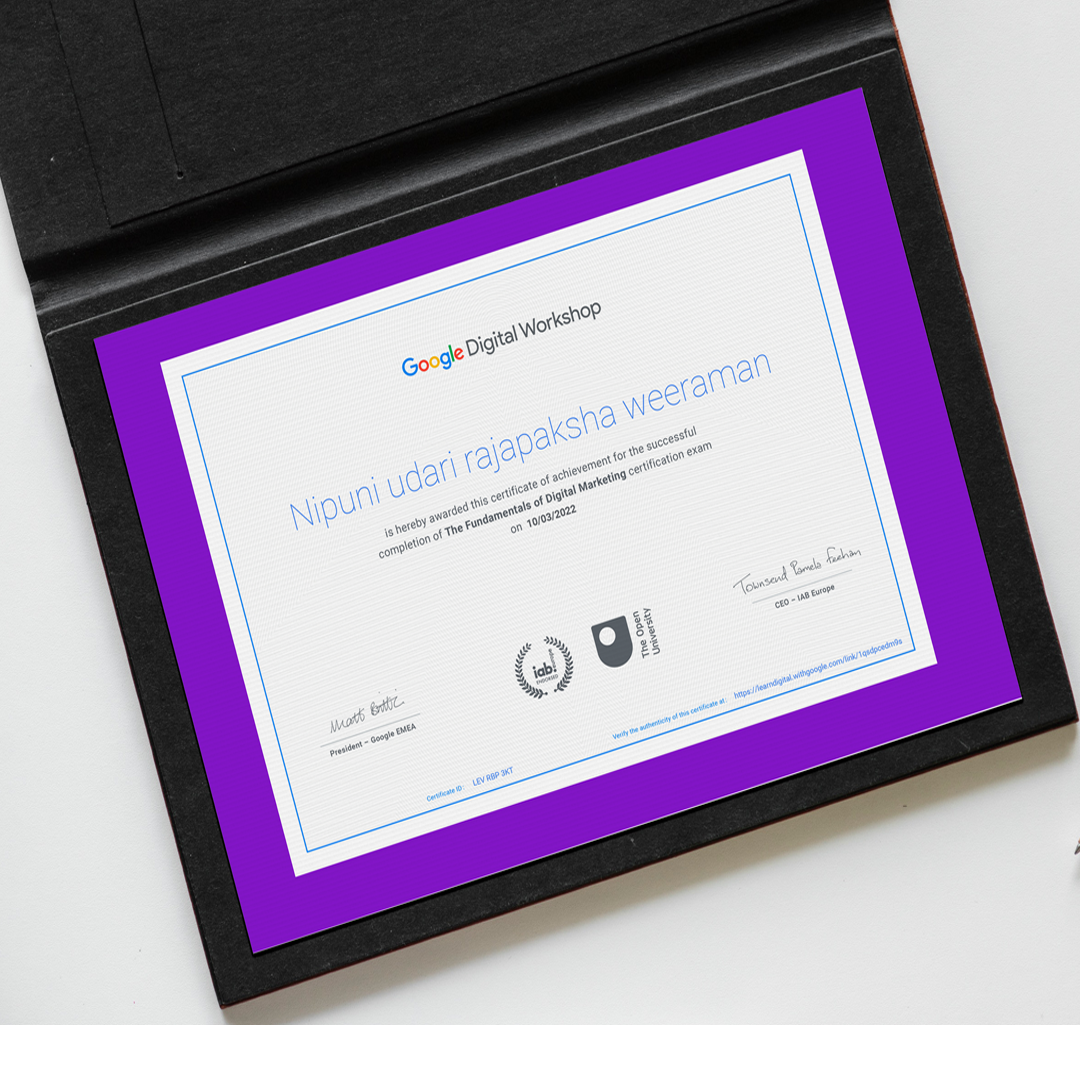 Google Digital Workshop
Nipuni udari rajapaksha weeraman
is hereby awarded this certificate of achievement for the successful
completion of The Fundamentals of Digital Marketing certification exam
on 10/03/2022
Townsend Pamela Feehan
CEO – IAB Europe
iab!
europe
ENDORSED
The Open
University
Matt Brittin
President – Google EMEA
Verify the authenticity of this certificate at: https://learndigital.withgoogle.com/link/1qsdpcedm9s
Certificate ID: LEV RBP 3KT